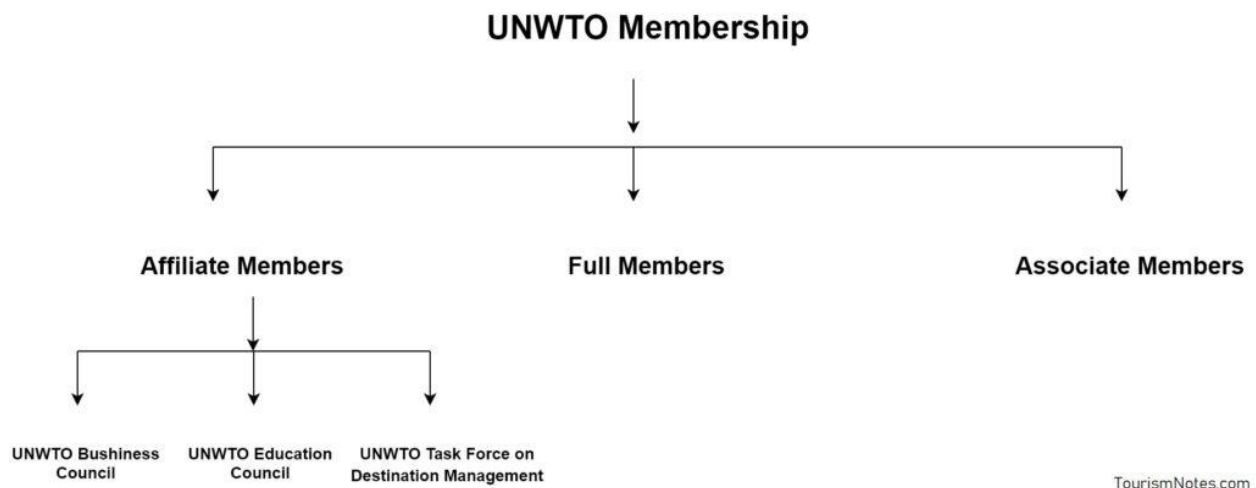 UNWTO Membership
Affiliate Members
Full Members
Associate Members
UNWTO Bushiness
Council
UNWTO Education
Council
UNWTO Task Force on
Destination Management
TourismNotes.com